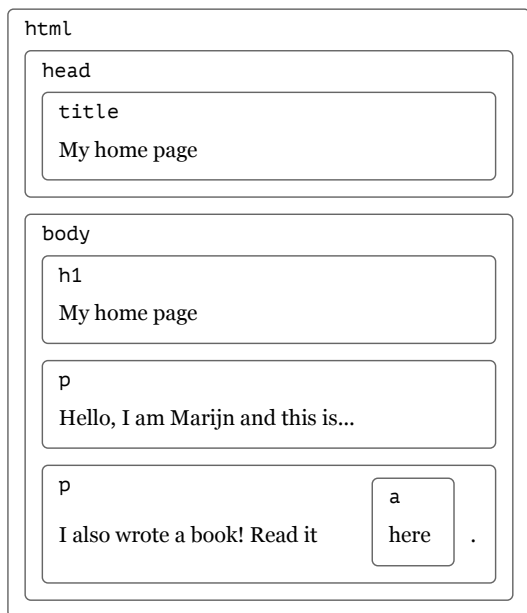 html
head
title
My home page
body
h1
My home page
p
Hello, I am Marijn and this is...
p
a
I also wrote a book! Read it here .